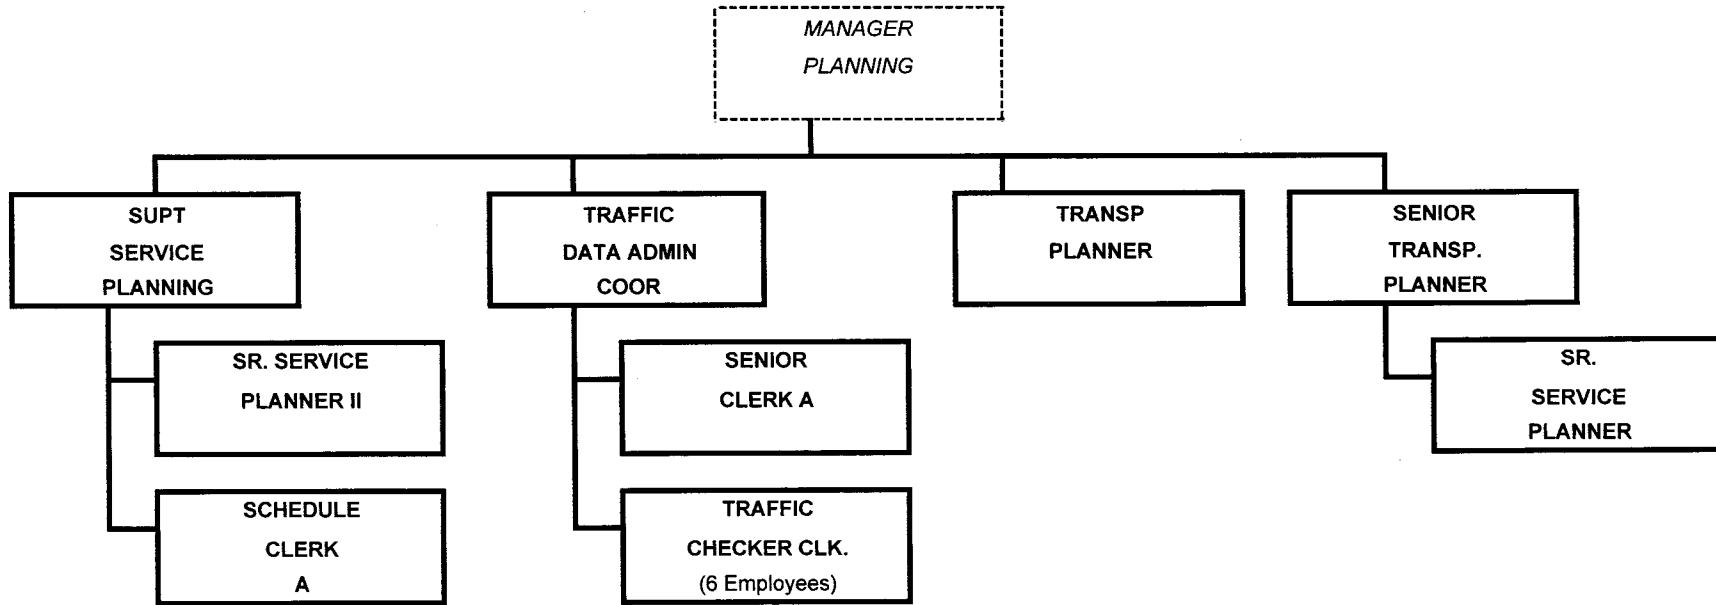 MANAGER
PLANNING
SUPT
SERVICE
PLANNING
TRAFFIC
DATA ADMIN
COOR
TRANSP
PLANNER
SENIOR
TRANSP.
PLANNER
SR. SERVICE
PLANNER II
SENIOR
CLERK A
SR.
SERVICE
PLANNER
SCHEDULE
CLERK
A
TRAFFIC
CHECKER CLK.
(6 Employees)